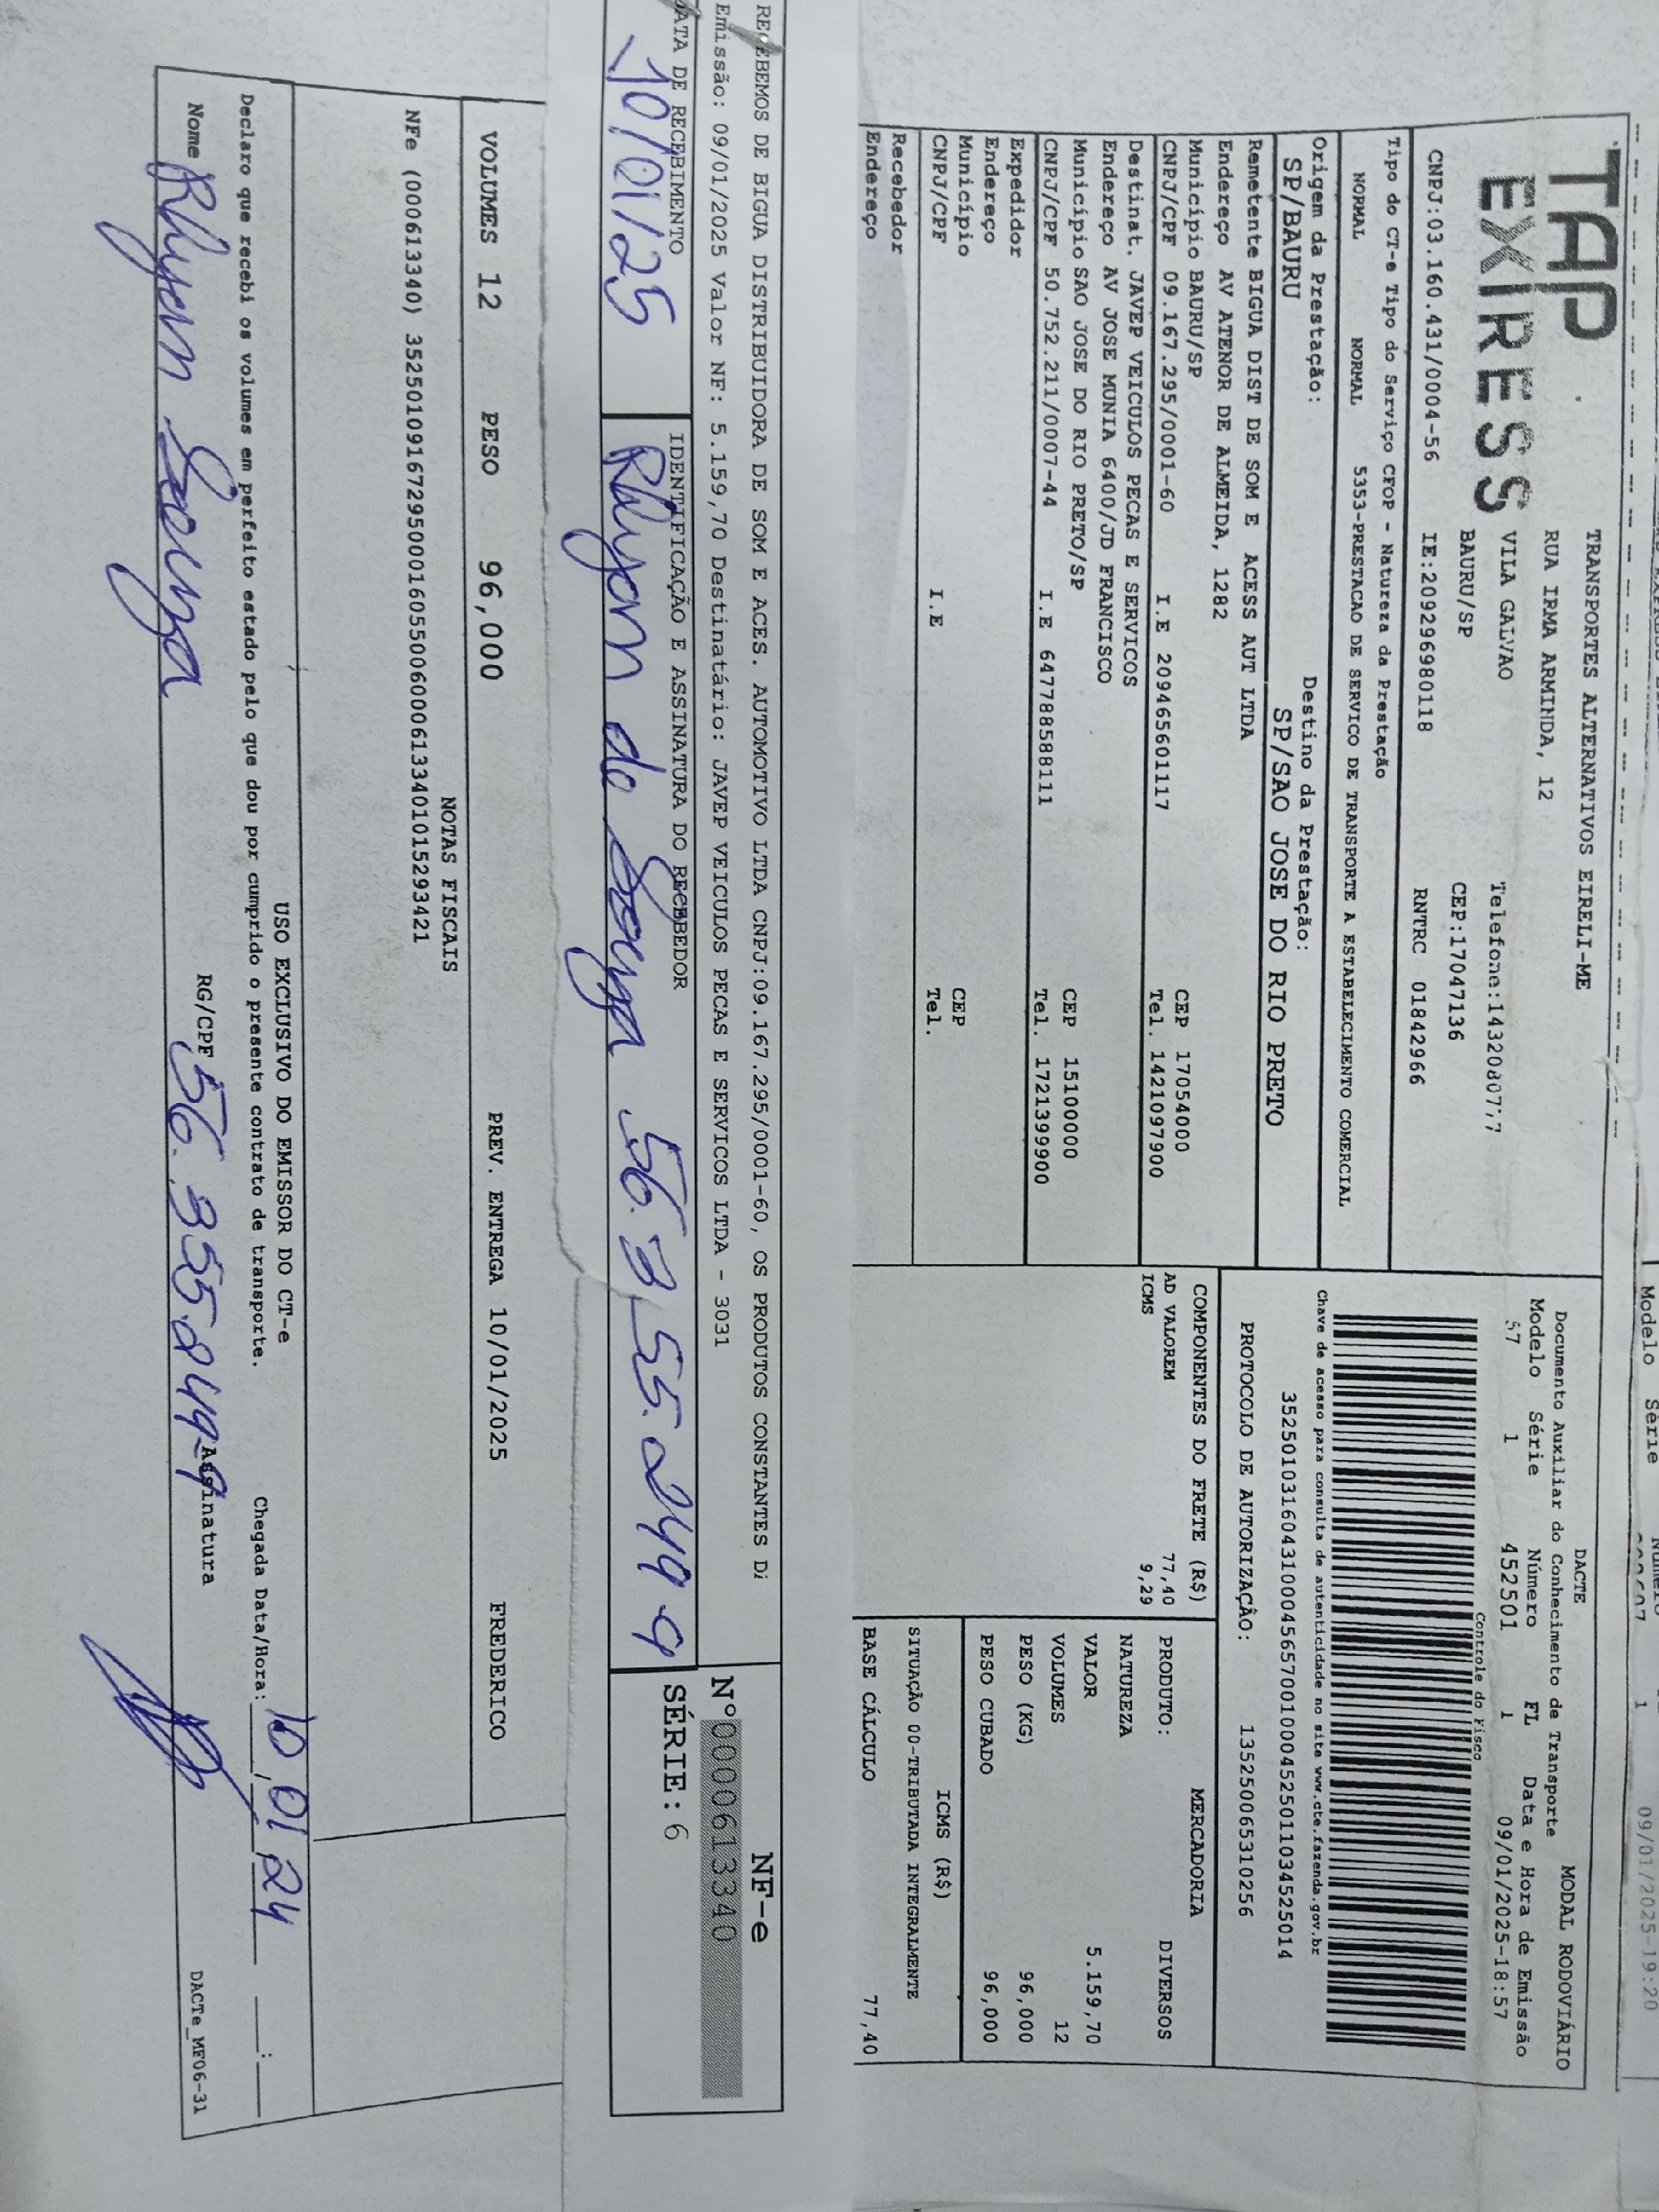 Modelo Série
1 09/01/2025-19:20
TAP
EXPRESS
TRANSPORTES ALTERNATIVOS EIRELI-ME
RUA IRMA ARMINDA, 12
VILA GALVAO
BAURU/SP CEP:17047136
CNPJ:03.160.431/0004-56 IE:209296980118 RNTRC 01842966
DACTE
Documento Auxiliar do Conhecimento de Transporte MODAL RODOVIÁRIO
Modelo Série Número FL Data e Hora de Emissão
57 1 452501 1 09/01/2025-18:57
Controle do Fisco
Tipo do CT-e Tipo do Serviço CFOP - Natureza da Prestação
NORMAL NORMAL 5353-PRESTACAO DE SERVICO DE TRANSPORTE A ESTABELECIMENTO COMERCIAL
Chave de acesso para consulta de autenticidade no site www.cte.fazenda.gov.br
35250103160431000456570010004525011034525014
Origem da Prestação: Destino da Prestação:
SP/BAURU SP/SAO JOSE DO RIO PRETO
PROTOCOLO DE AUTORIZAÇÃO: 135250065310256
Remetente BIGUA DIST DE SOM E ACESS AUT LTDA
Endereço AV ATENOR DE ALMEIDA, 1282
Município BAURU/SP CEP 17054000
CNPJ/CPF 09.167.295/0001-60 I.E 209465601117 Tel. 1421097900
Destinat. JAVEP VEICULOS PECAS E SERVICOS
Endereço AV JOSE MUNIA 6400/JD FRANCISCO
Município SAO JOSE DO RIO PRETO/SP CEP 15100000
CNPJ/CPF 50.752.211/0007-44 I.E 647788588111 Tel. 1721399900
Expedidor
Endereço
Município CEP
CNPJ/CPF I.E Tel.
Recebedor
Endereço
COMPONENTES DO FRETE (R$)
AD VALOREM 77,40
ICMS 9,29
MERCADORIA
PRODUTO: DIVERSOS
NATUREZA
VALOR 5.159,70
VOLUMES 12
PESO (KG) 96,000
PESO CUBADO 96,000
ICMS (R$)
SITUAÇÃO 00-TRIBUTADA INTEGRALMENTE
BASE CÁLCULO 77,40
RECEBEMOS DE BIGUA DISTRIBUIDORA DE SOM E ACES. AUTOMOTIVO LTDA CNPJ:09.167.295/0001-60, OS PRODUTOS CONSTANTES D
Emissão: 09/01/2025 Valor NF: 5.159,70 Destinatário: JAVEP VEICULOS PECAS E SERVICOS LTDA - 3031
DATA DE RECEBIMENTO IDENTIFICAÇÃO E ASSINATURA DO RECEBEDOR
10/01/25 Rhyan de Souza 56.355.849-9
NF-e
N°000613340
SÉRIE: 6
VOLUMES 12 PESO 96,000 PREV. ENTREGA 10/01/2025 FREDERICO
NOTAS FISCAIS
NFe (000613340) 35250109167295000160550060006133401015293421
USO EXCLUSIVO DO EMISSOR DO CT-e
Declaro que recebi os volumes em perfeito estado pelo que dou por cumprido o presente contrato de transporte. Chegada Data/Hora: 10/01/24 :
Nome Rhyan Souza RG/CPF 56.355.849-9 Assinatura
DACTe_MF06-31